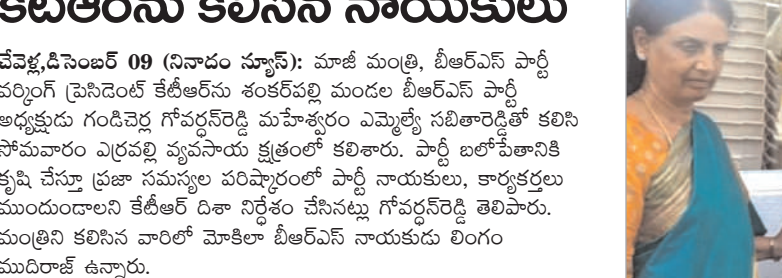 కేటీఆర్‌ను కలిసిన నాయకులు
చేవెళ్ల,డిసెంబర్ 09 (నినాదం న్యూస్): మాజీ మంత్రి, బీఆర్ఎస్ పార్టీ
వర్కింగ్ ప్రెసిడెంట్ కేటీఆర్‌ను శంకర్‌పల్లి మండల బీఆర్ఎస్ పార్టీ
అధ్యక్షుడు గండిచెర్ల గోవర్ధన్‌రెడ్డి మహేశ్వరం ఎమ్మెల్యే సబితారెడ్డితో కలిసి
సోమవారం ఎర్రవల్లి వ్యవసాయ క్షత్రంలో కలిశారు. పార్టీ బలోపేతానికి
కృషి చేస్తూ ప్రజా సమస్యల పరిష్కారంలో పార్టీ నాయకులు, కార్యకర్తలు
ముందుండాలని కేటీఆర్ దిశా నిర్ధేశం చేసినట్లు గోవర్ధన్‌రెడ్డి తెలిపారు.
మంత్రిని కలిసిన వారిలో మోకిలా బీఆర్ఎస్ నాయకుడు లింగం
ముదిరాజ్ ఉన్నారు.